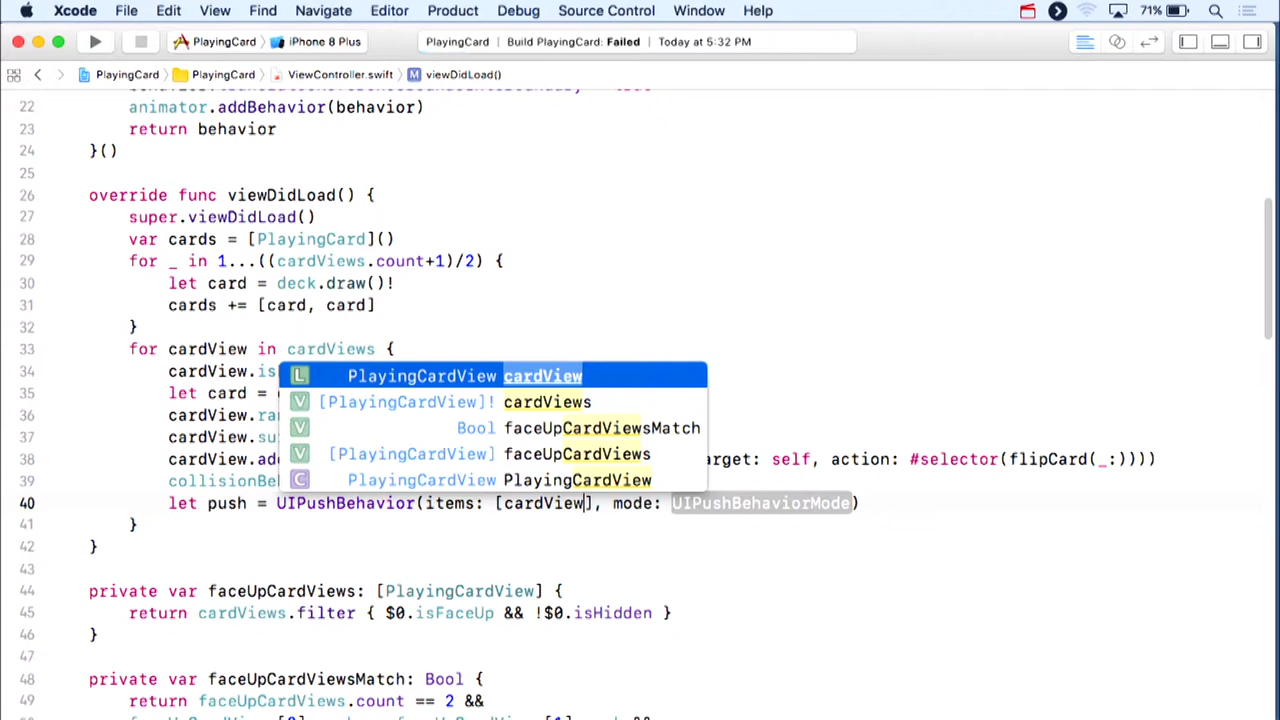 Xcode File Edit View Find Navigate Editor Product Debug Source Control Window Help 71%
PlayingCard iPhone 8 Plus PlayingCard Build PlayingCard: Failed Today at 5:32 PM
PlayingCard PlayingCard ViewController.swift M viewDidLoad()
22 animator.addBehavior(behavior)
23 return behavior
24 }()
25
26 override func viewDidLoad() {
27 super.viewDidLoad()
28 var cards = [PlayingCard]()
29 for _ in 1...((cardViews.count+1)/2) {
30 let card = deck.draw()!
31 cards += [card, card]
32 }
33 for cardView in cardViews {
34 cardView.is
L PlayingCardView cardView
35 let card =
V [PlayingCardView]! cardViews
36 cardView.ra
V Bool faceUpCardViewsMatch
37 cardView.su
V [PlayingCardView] faceUpCardViews
38 cardView.add arget: self, action: #selector(flipCard(_:))))
39 collisionBe
C PlayingCardView PlayingCardView
40 let push = UIPushBehavior(items: [cardView], mode: UIPushBehaviorMode)
41 }
42 }
43
44 private var faceUpCardViews: [PlayingCardView] {
45 return cardViews.filter { $0.isFaceUp && !$0.isHidden }
46 }
47
48 private var faceUpCardViewsMatch: Bool {
49 return faceUpCardViews.count == 2 &&